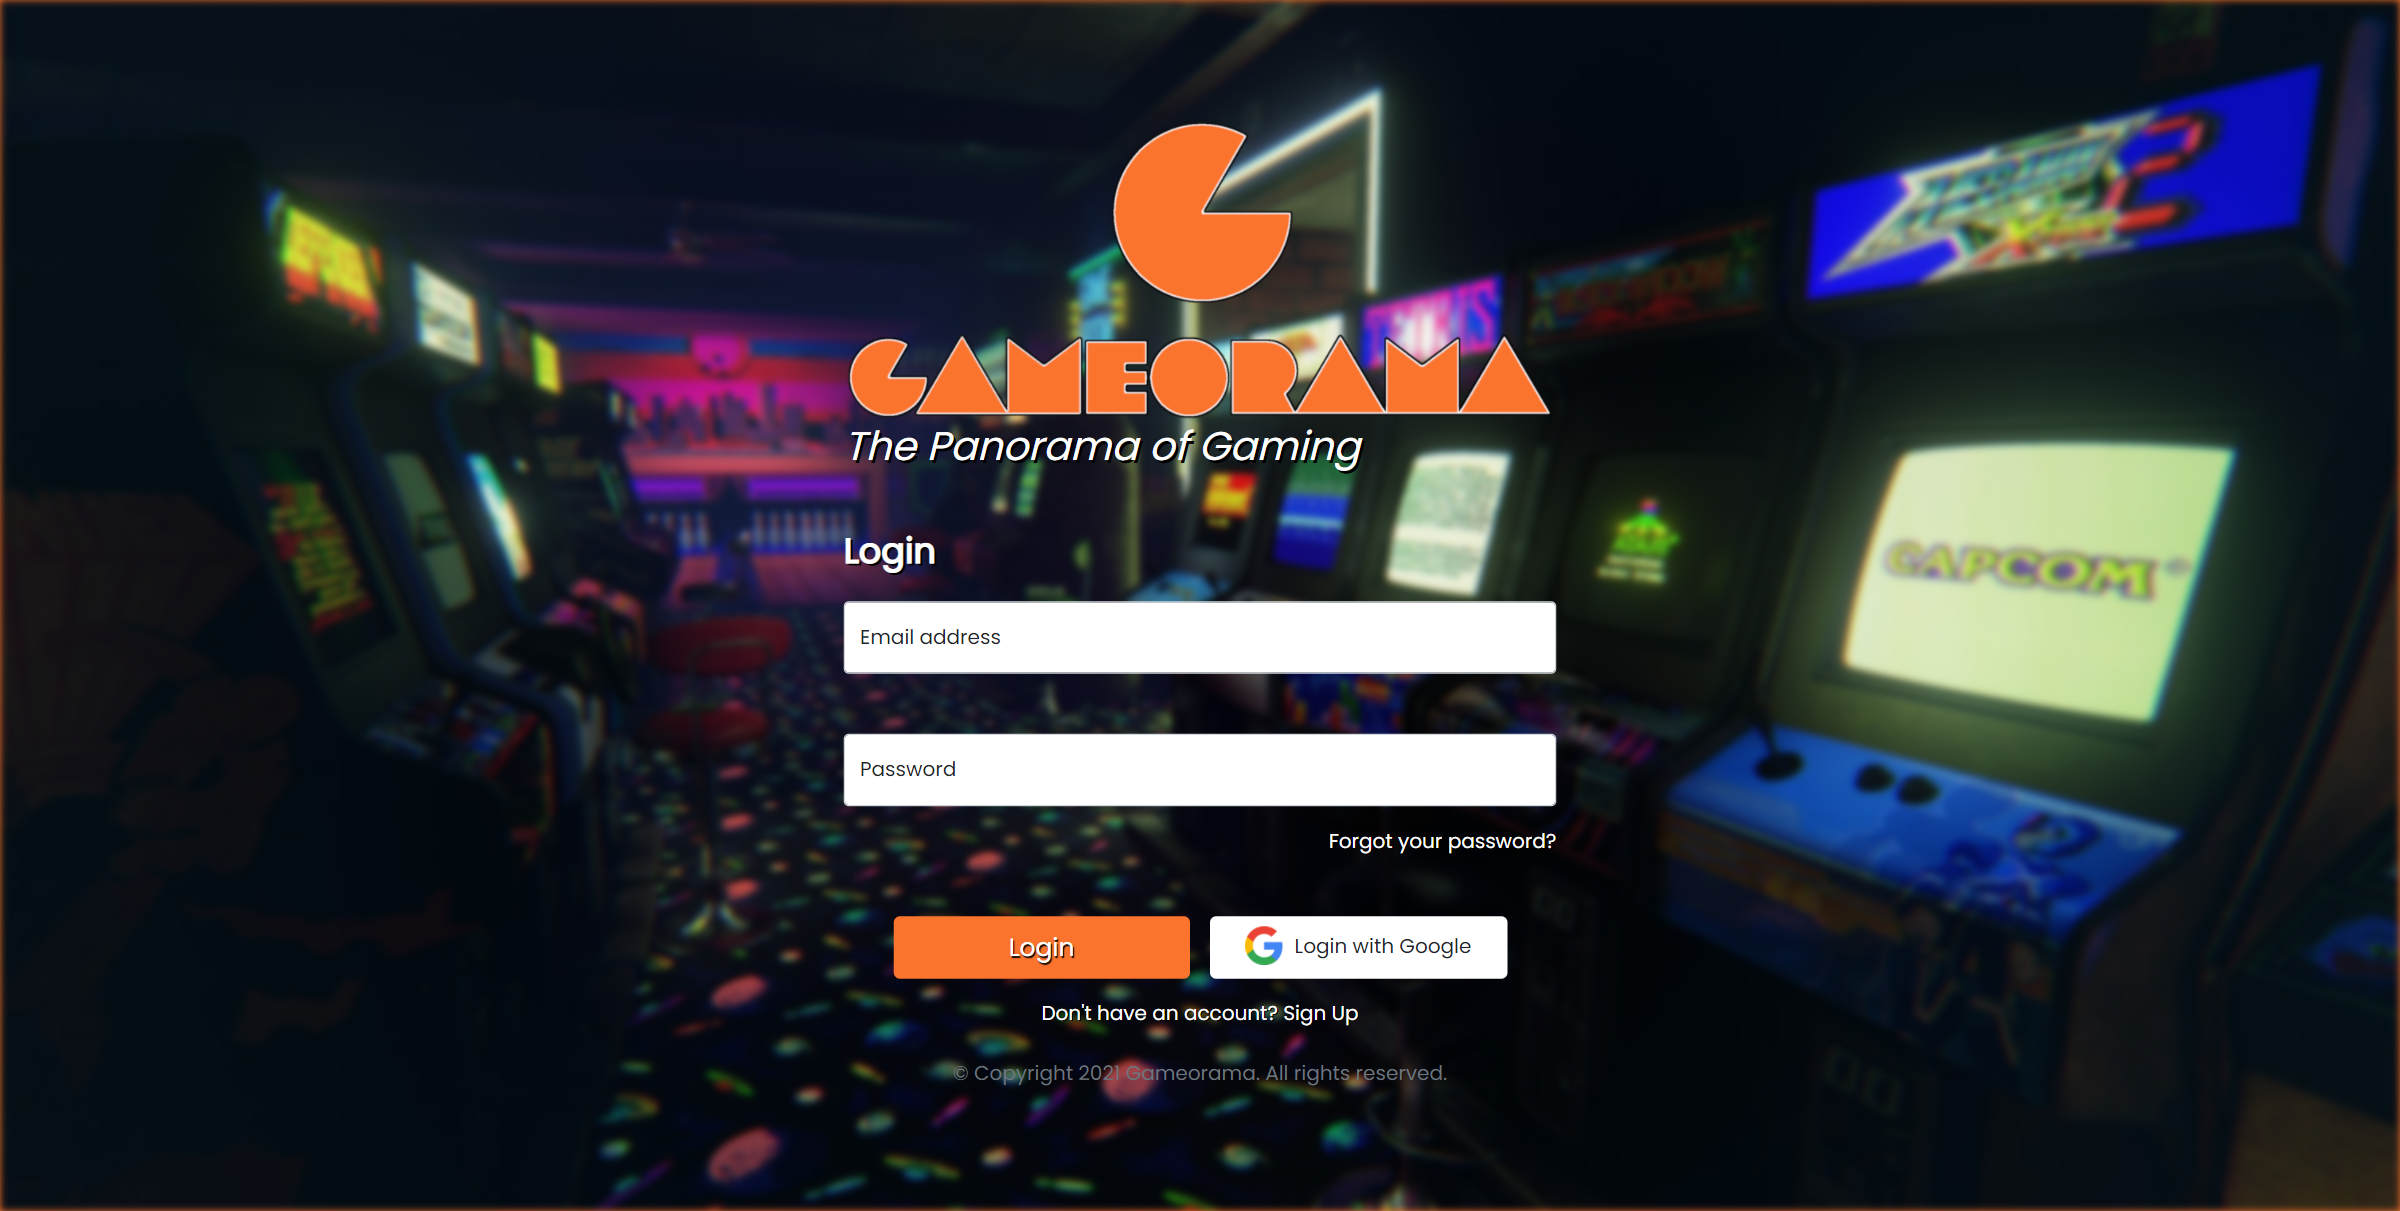 TETRIS
GAMEORAMA
The Panorama of Gaming
Login
CAPCOM
Email address
Password
Forgot your password?
Login
Login with Google
Don't have an account? Sign Up
© Copyright 2021 Gameorama. All rights reserved.